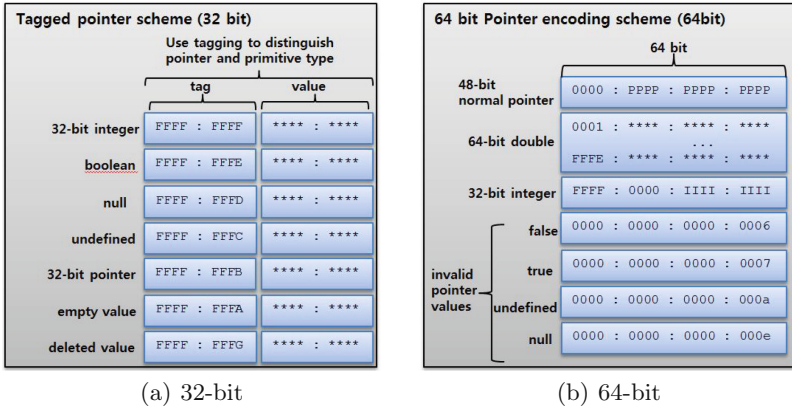 Tagged pointer scheme (32 bit)
Use tagging to distinguish
pointer and primitive type
tag value
32-bit integer FFFF : FFFF **** : ****
boolean FFFF : FFFE **** : ****
null FFFF : FFFD **** : ****
undefined FFFF : FFFC **** : ****
32-bit pointer FFFF : FFFB **** : ****
empty value FFFF : FFFA **** : ****
deleted value FFFF : FFFG **** : ****
(a) 32-bit
64 bit Pointer encoding scheme (64bit)
64 bit
48-bit
normal pointer 0000 : PPPP : PPPP : PPPP
64-bit double 0001 : **** : **** : ****
...
FFFE : **** : **** : ****
32-bit integer FFFF : 0000 : IIII : IIII
invalid
pointer
values
false 0000 : 0000 : 0000 : 0006
true 0000 : 0000 : 0000 : 0007
undefined 0000 : 0000 : 0000 : 000a
null 0000 : 0000 : 0000 : 000e
(b) 64-bit